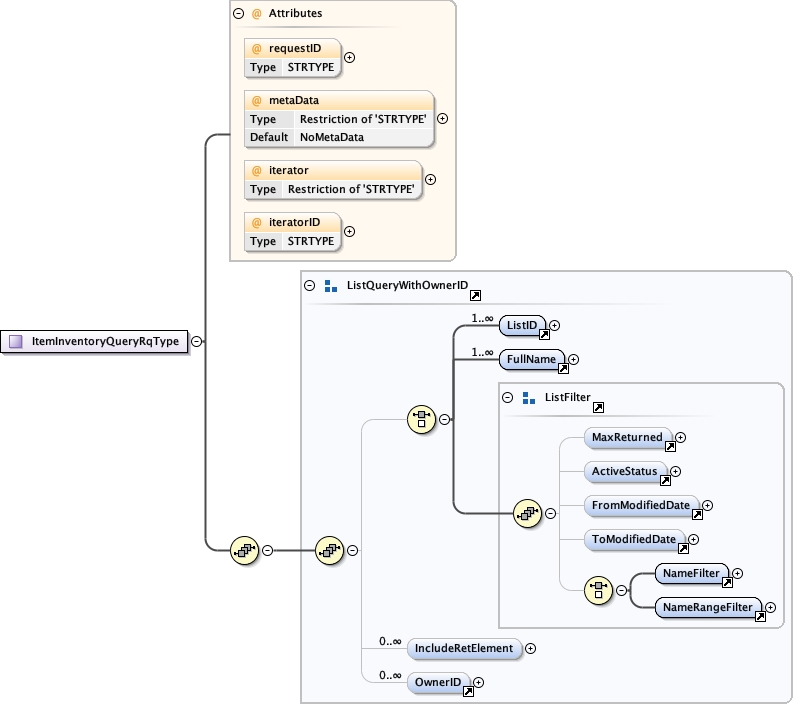 @ Attributes
@ requestID
Type STRTYPE
@ metaData
Type Restriction of 'STRTYPE'
Default NoMetaData
@ iterator
Type Restriction of 'STRTYPE'
@ iteratorID
Type STRTYPE
ListQueryWithOwnerID
1..∞ ListID
ItemInventoryQueryRqType
1..∞ FullName
ListFilter
MaxReturned
ActiveStatus
FromModifiedDate
ToModifiedDate
NameFilter
NameRangeFilter
0..∞ IncludeRetElement
0..∞ OwnerID